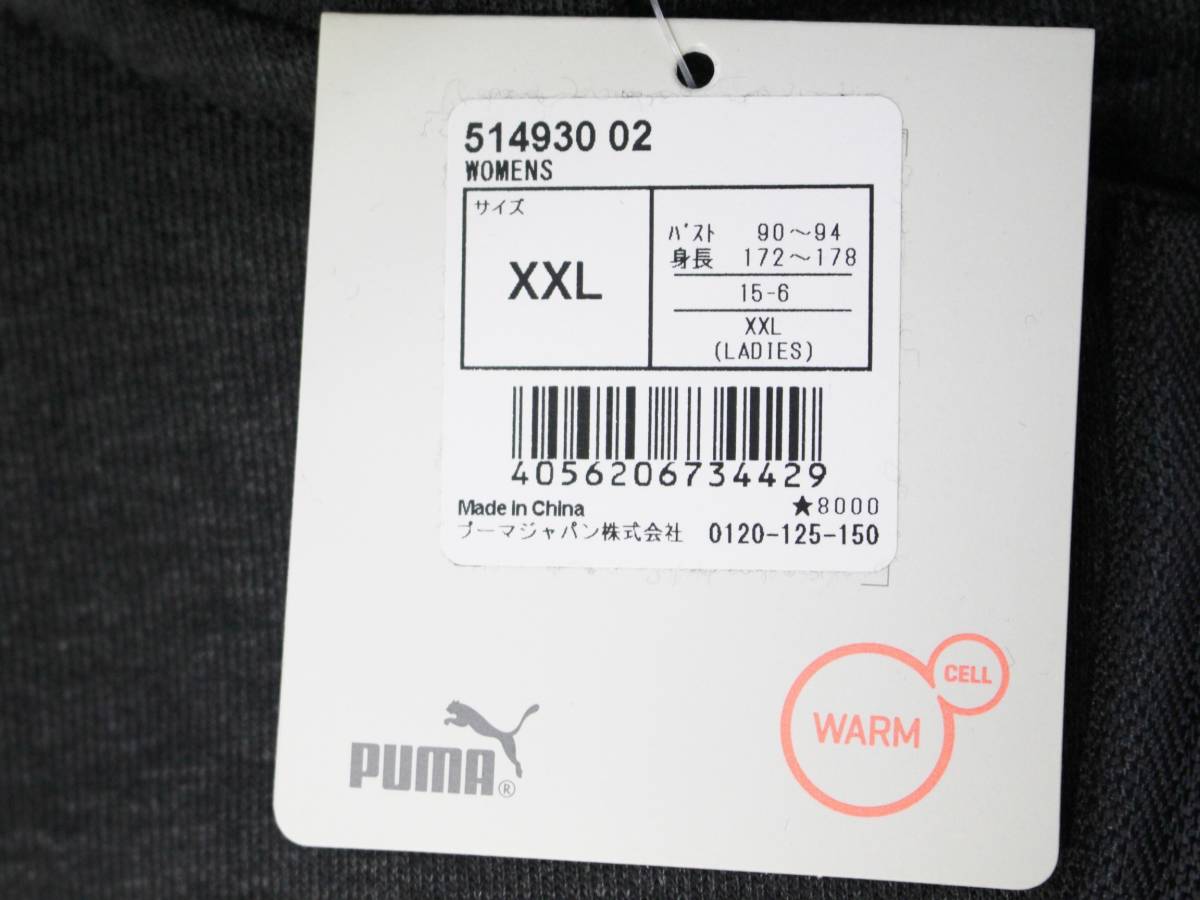 514930 02
WOMENS
サイズ
XXL
バスト 90～94
身長 172～178
15-6
XXL
(LADIES)
4056206734429
Made in China ★8000
プーマジャパン株式会社 0120-125-150
CELL
WARM
PUMA®